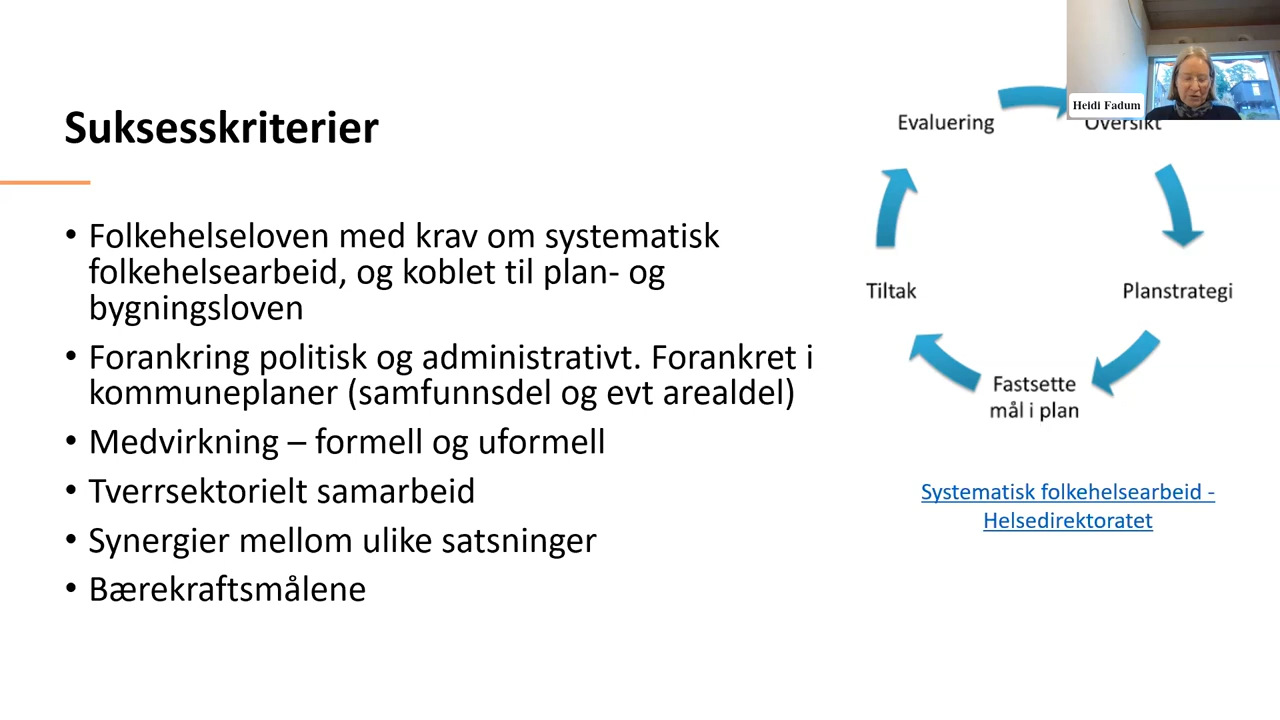 Suksesskriterier
• Folkehelseloven med krav om systematisk
folkehelsearbeid, og koblet til plan- og
bygningsloven
• Forankring politisk og administrativt. Forankret i
kommuneplaner (samfunnsdel og evt arealdel)
• Medvirkning – formell og uformell
• Tverrsektorielt samarbeid
• Synergier mellom ulike satsninger
• Bærekraftsmålene
Heidi Fadum
Evaluering
Oversikt
Tiltak
Planstrategi
Fastsette
mål i plan
Systematisk folkehelsearbeid -
Helsedirektoratet